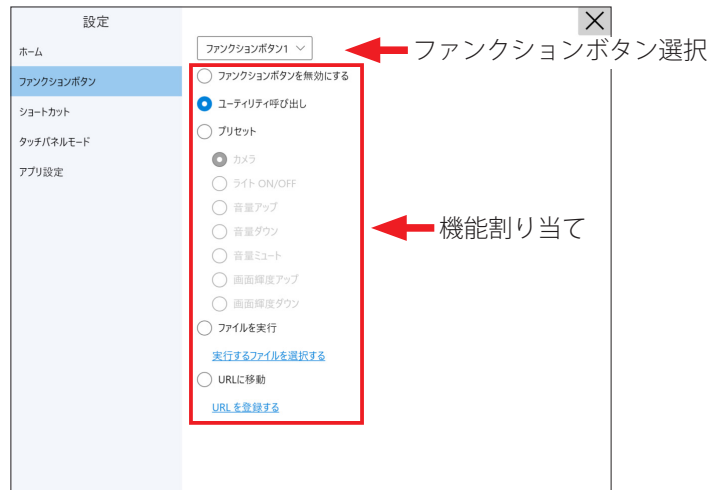 設定
ホーム
ファンクションボタン
ショートカット
タッチパネルモード
アプリ設定
ファンクションボタン1
ファンクションボタン選択
ファンクションボタンを無効にする
ユーティリティ呼び出し
プリセット
カメラ
ライト ON/OFF
音量アップ
音量ダウン
音量ミュート
画面輝度アップ
画面輝度ダウン
機能割り当て
ファイルを実行
実行するファイルを選択する
URLに移動
URL を登録する